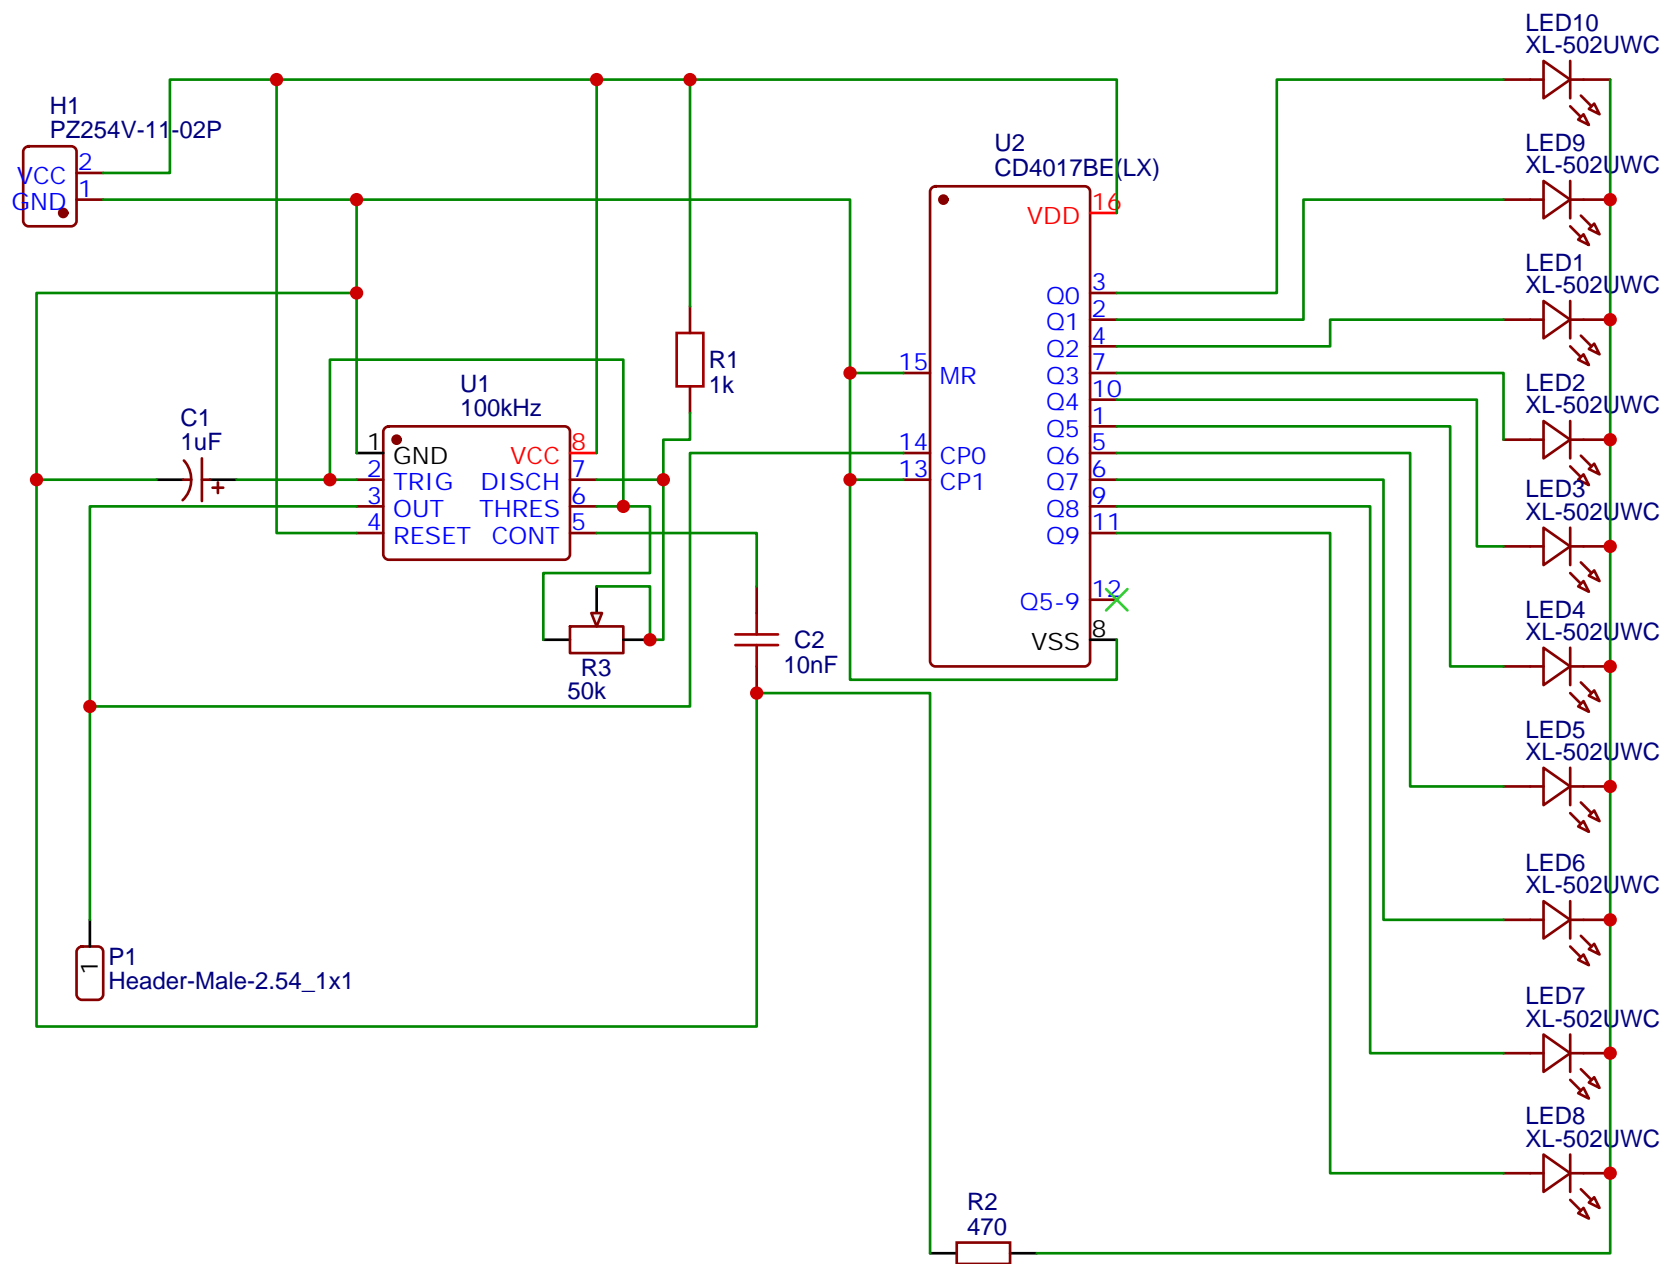 H1
PZ254V-11-02P
VCC
2
GND
1
C1
1uF
U1
100kHz
1
GND
2
TRIG
3
OUT
4
RESET
VCC
8
DISCH
7
THRES
6
CONT
5
R1
1k
R3
50k
C2
10nF
P1
Header-Male-2.54_1x1
1
U2
CD4017BE(LX)
15
MR
14
CP0
13
CP1
VDD
16
Q0
3
Q1
2
Q2
4
Q3
7
Q4
10
Q5
1
Q6
5
Q7
6
Q8
9
Q9
11
Q5-9
12
VSS
8
R2
470
LED10
XL-502UWC
LED9
XL-502UWC
LED1
XL-502UWC
LED2
XL-502UWC
LED3
XL-502UWC
LED4
XL-502UWC
LED5
XL-502UWC
LED6
XL-502UWC
LED7
XL-502UWC
LED8
XL-502UWC